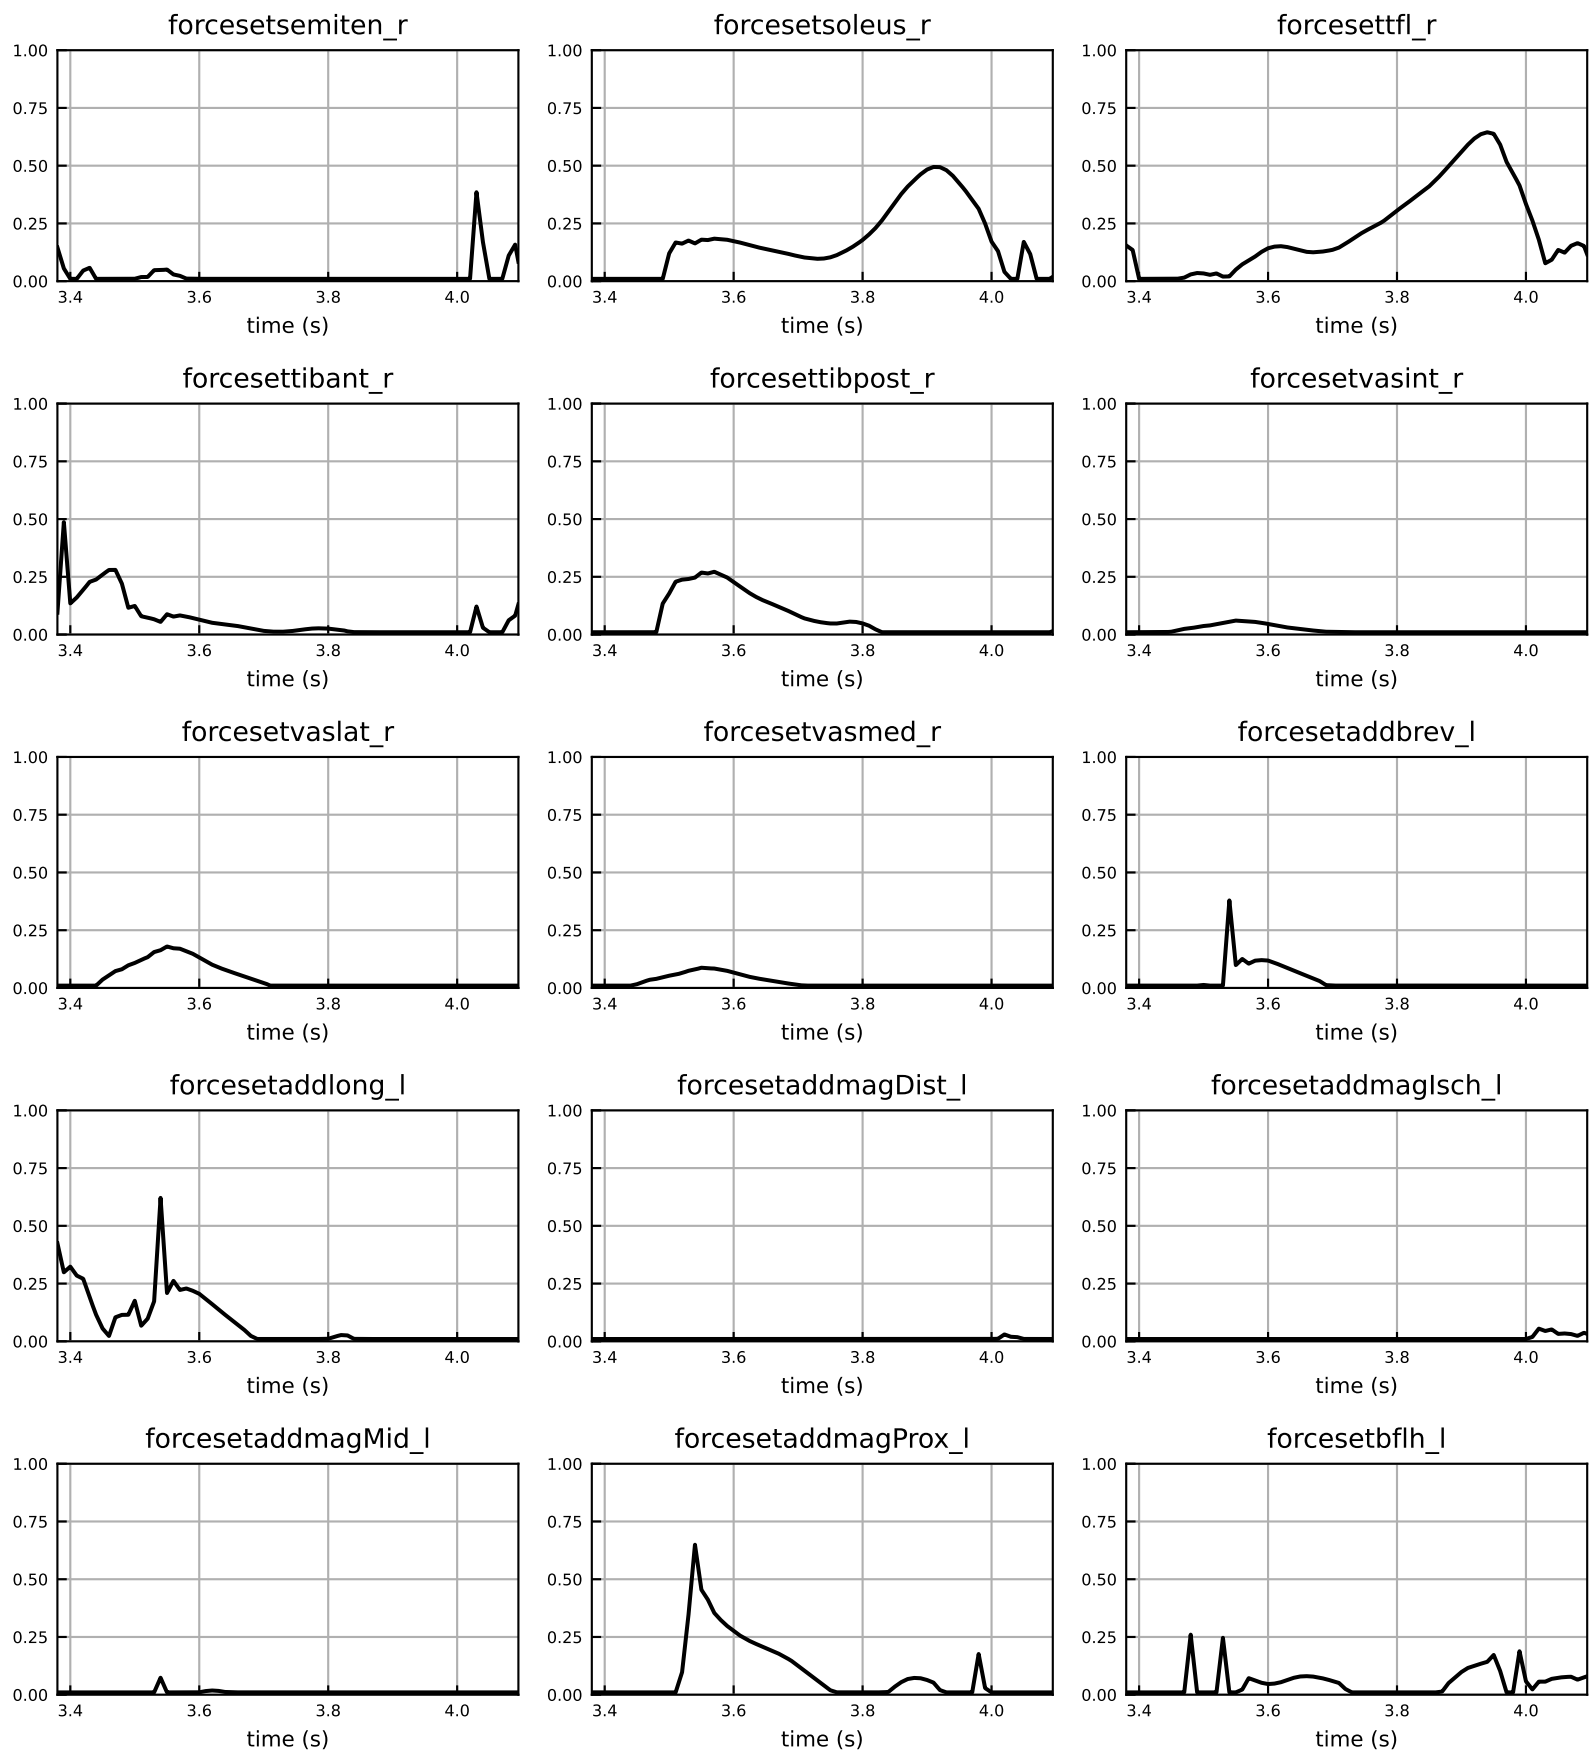 forcesetsemiten_r forcesetsoleus_r forcesettfl_r
1.00 1.00 1.00
0.75 0.75 0.75
0.50 0.50 0.50
0.25 0.25 0.25
0.00 0.00 0.00
3.4 3.6 3.8 4.0 3.4 3.6 3.8 4.0 3.4 3.6 3.8 4.0
time (s) time (s) time (s)
forcesettibant_r forcesettibpost_r forcesetvasint_r
1.00 1.00 1.00
0.75 0.75 0.75
0.50 0.50 0.50
0.25 0.25 0.25
0.00 0.00 0.00
3.4 3.6 3.8 4.0 3.4 3.6 3.8 4.0 3.4 3.6 3.8 4.0
time (s) time (s) time (s)
forcesetvaslat_r forcesetvasmed_r forcesetaddbrev_l
1.00 1.00 1.00
0.75 0.75 0.75
0.50 0.50 0.50
0.25 0.25 0.25
0.00 0.00 0.00
3.4 3.6 3.8 4.0 3.4 3.6 3.8 4.0 3.4 3.6 3.8 4.0
time (s) time (s) time (s)
forcesetaddlong_l forcesetaddmagDist_l forcesetaddmagIsch_l
1.00 1.00 1.00
0.75 0.75 0.75
0.50 0.50 0.50
0.25 0.25 0.25
0.00 0.00 0.00
3.4 3.6 3.8 4.0 3.4 3.6 3.8 4.0 3.4 3.6 3.8 4.0
time (s) time (s) time (s)
forcesetaddmagMid_l forcesetaddmagProx_l forcesetbflh_l
1.00 1.00 1.00
0.75 0.75 0.75
0.50 0.50 0.50
0.25 0.25 0.25
0.00 0.00 0.00
3.4 3.6 3.8 4.0 3.4 3.6 3.8 4.0 3.4 3.6 3.8 4.0
time (s) time (s) time (s)